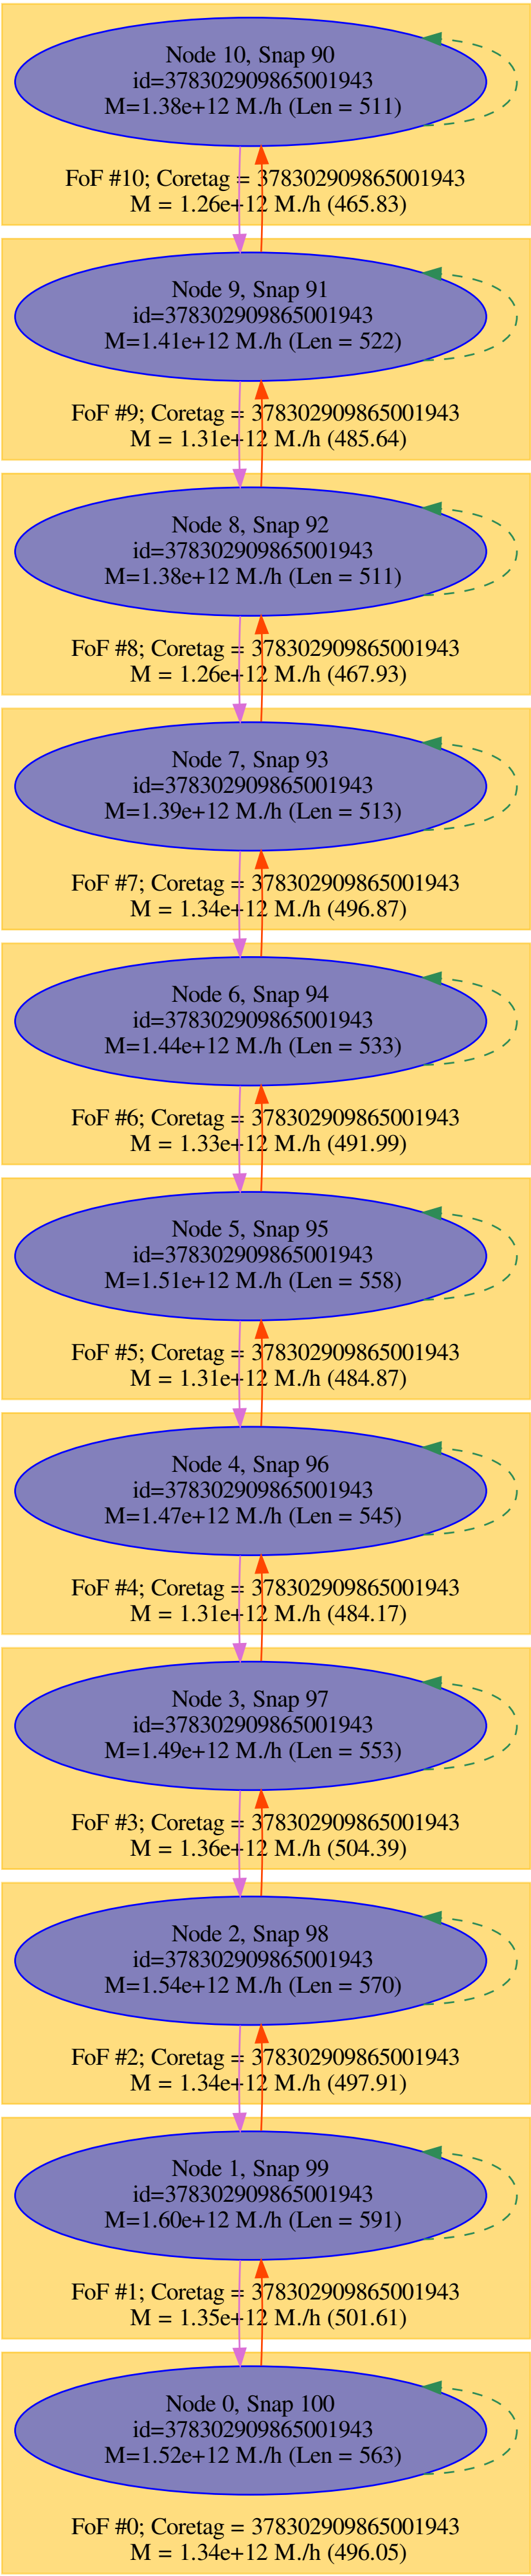 Node 10, Snap 90
id=378302909865001943
M=1.38e+12 M./h (Len = 511)
FoF #10; Coretag = 378302909865001943
M = 1.26e+12 M./h (465.83)
Node 9, Snap 91
id=378302909865001943
M=1.41e+12 M./h (Len = 522)
FoF #9; Coretag = 378302909865001943
M = 1.31e+12 M./h (485.64)
Node 8, Snap 92
id=378302909865001943
M=1.38e+12 M./h (Len = 511)
FoF #8; Coretag = 378302909865001943
M = 1.26e+12 M./h (467.93)
Node 7, Snap 93
id=378302909865001943
M=1.39e+12 M./h (Len = 513)
FoF #7; Coretag = 378302909865001943
M = 1.34e+12 M./h (496.87)
Node 6, Snap 94
id=378302909865001943
M=1.44e+12 M./h (Len = 533)
FoF #6; Coretag = 378302909865001943
M = 1.33e+12 M./h (491.99)
Node 5, Snap 95
id=378302909865001943
M=1.51e+12 M./h (Len = 558)
FoF #5; Coretag = 378302909865001943
M = 1.31e+12 M./h (484.87)
Node 4, Snap 96
id=378302909865001943
M=1.47e+12 M./h (Len = 545)
FoF #4; Coretag = 378302909865001943
M = 1.31e+12 M./h (484.17)
Node 3, Snap 97
id=378302909865001943
M=1.49e+12 M./h (Len = 553)
FoF #3; Coretag = 378302909865001943
M = 1.36e+12 M./h (504.39)
Node 2, Snap 98
id=378302909865001943
M=1.54e+12 M./h (Len = 570)
FoF #2; Coretag = 378302909865001943
M = 1.34e+12 M./h (497.91)
Node 1, Snap 99
id=378302909865001943
M=1.60e+12 M./h (Len = 591)
FoF #1; Coretag = 378302909865001943
M = 1.35e+12 M./h (501.61)
Node 0, Snap 100
id=378302909865001943
M=1.52e+12 M./h (Len = 563)
FoF #0; Coretag = 378302909865001943
M = 1.34e+12 M./h (496.05)